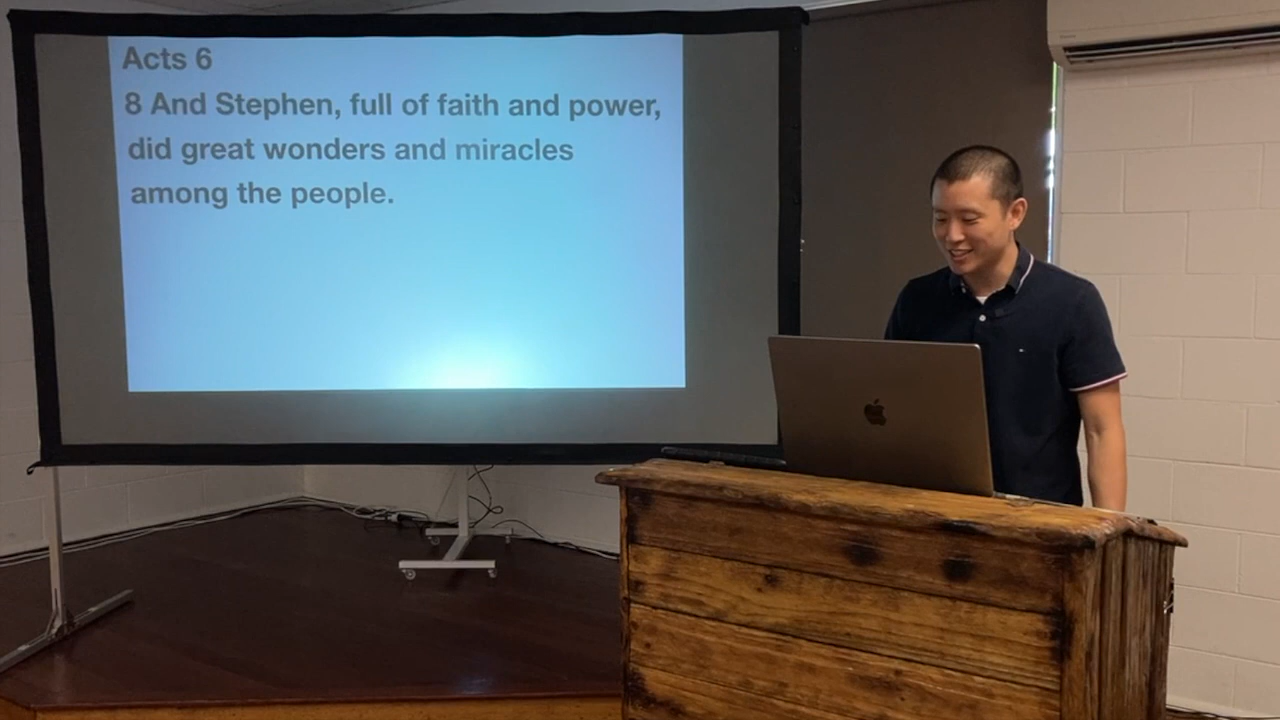 Acts 6
8 And Stephen, full of faith and power,
did great wonders and miracles
among the people.